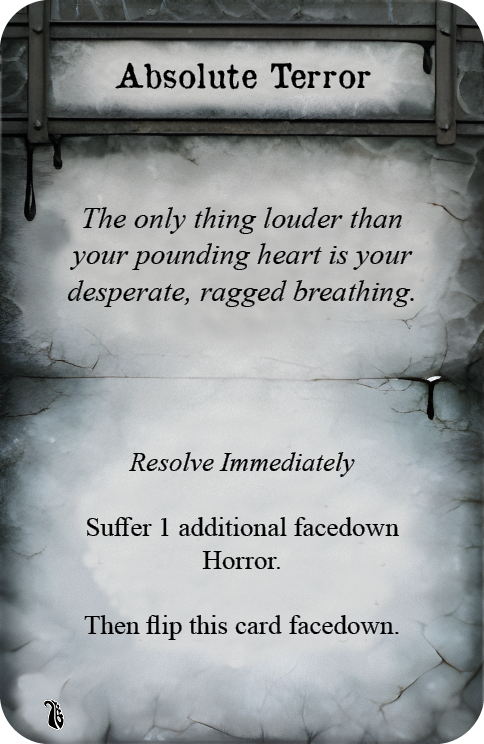 Absolute Terror
The only thing louder than
your pounding heart is your
desperate, ragged breathing.
Resolve Immediately
Suffer 1 additional facedown
Horror.
Then flip this card facedown.